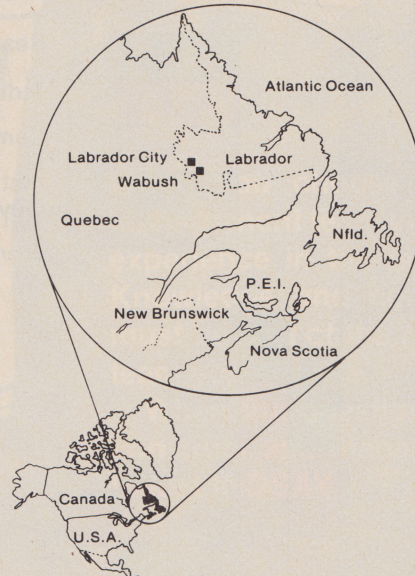 Atlantic Ocean
Labrador City
Labrador
Wabush
Quebec
Nfld.
P.E.I.
New Brunswick
Nova Scotia
Canada
U.S.A.